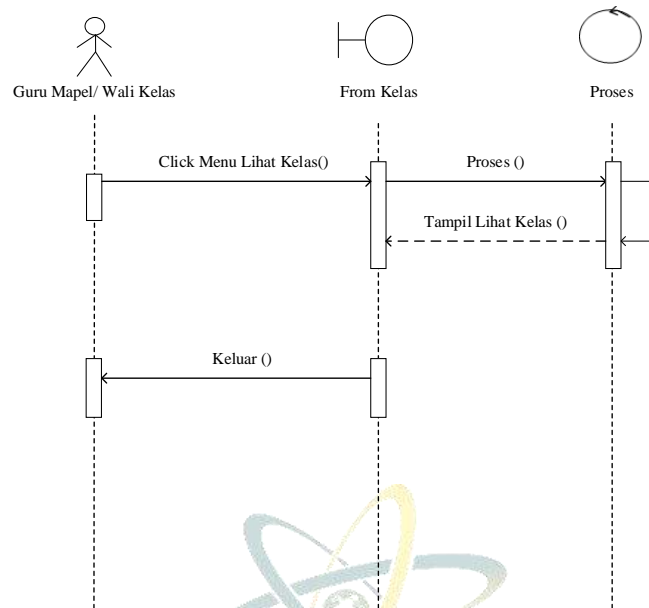 Guru Mapel/ Wali Kelas
From Kelas
Proses
Click Menu Lihat Kelas()
Proses ()
Tampil Lihat Kelas ()
Keluar ()